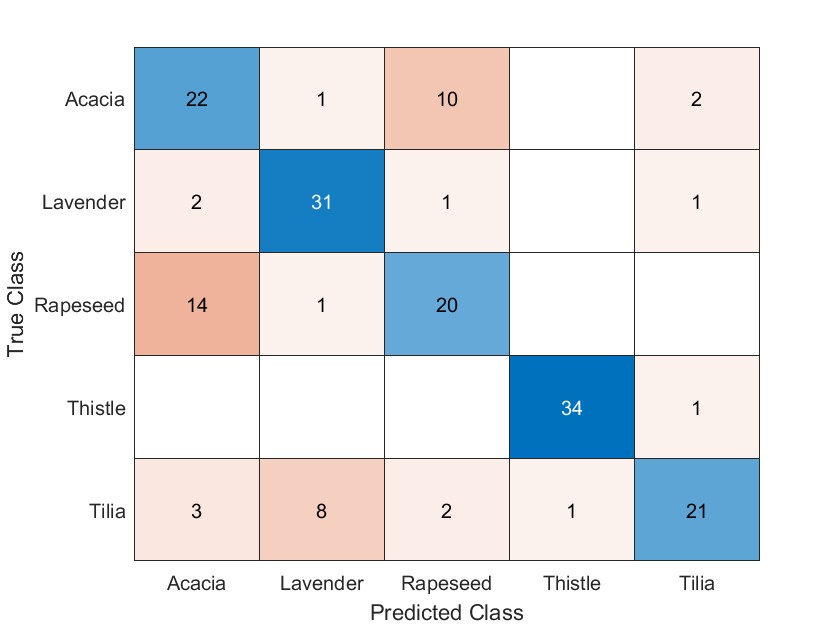 Acacia 22 1 10 2
Lavender 2 31 1 1
Rapeseed 14 1 20
Thistle 34 1
Tilia 3 8 2 1 21
True Class
Acacia Lavender Rapeseed Thistle Tilia
Predicted Class